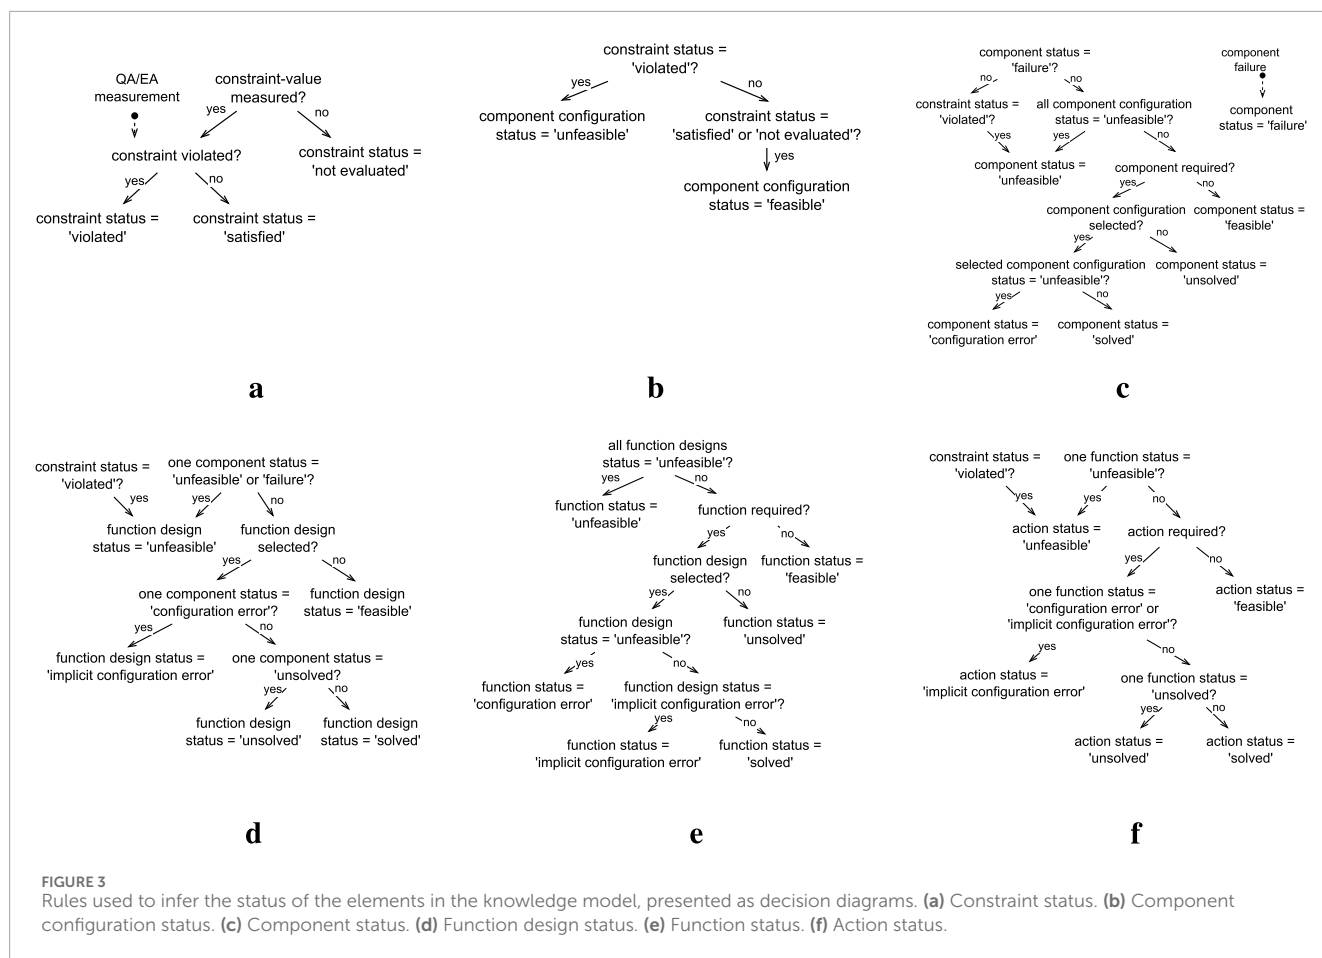 QA/EA
measurement
constraint-value
measured?
yes
no
constraint violated?
constraint status =
'not evaluated'
yes
no
constraint status =
'violated'
constraint status =
'satisfied'
a
constraint status =
'violated'?
yes
no
component configuration
status = 'unfeasible'
constraint status =
'satisfied' or 'not evaluated'?
yes
component configuration
status = 'feasible'
b
component status =
'failure'?
no
no
constraint status =
'violated'?
all component configuration
status = 'unfeasible'?
yes
yes
no
component status =
'unfeasible'
component required?
yes
no
component configuration
selected?
component status =
'feasible'
yes
no
selected component configuration
status = 'unfeasible'?
component status =
'unsolved'
yes
no
component status =
'configuration error'
component status =
'solved'
component
failure
component
status = 'failure'
c
constraint status =
'violated'?
one component status =
'unfeasible' or 'failure'?
yes
yes
no
function design
status = 'unfeasible'
function design
selected?
yes
no
one component status =
'configuration error'?
function design
status = 'feasible'
yes
no
function design status =
'implicit configuration error'
one component status =
'unsolved'?
yes
no
function design
status = 'unsolved'
function design
status = 'solved'
d
all function designs
status = 'unfeasible'?
yes
no
function status =
'unfeasible'
function required?
yes
no
function design
selected?
function status =
'feasible'
yes
no
function design
status = 'unfeasible'?
function status =
'unsolved'
yes
no
function status =
'configuration error'
function design status =
'implicit configuration error'?
yes
no
function status =
'implicit configuration error'
function status =
'solved'
e
constraint status =
'violated'?
one function status =
'unfeasible'?
yes
yes
no
action status =
'unfeasible'
action required?
yes
no
one function status =
'configuration error' or
'implicit configuration error'?
action status =
'feasible'
yes
no
action status =
'implicit configuration error'
one function status =
'unsolved'?
yes
no
action status =
'unsolved'
action status =
'solved'
f
FIGURE 3
Rules used to infer the status of the elements in the knowledge model, presented as decision diagrams. (a) Constraint status. (b) Component
configuration status. (c) Component status. (d) Function design status. (e) Function status. (f) Action status.